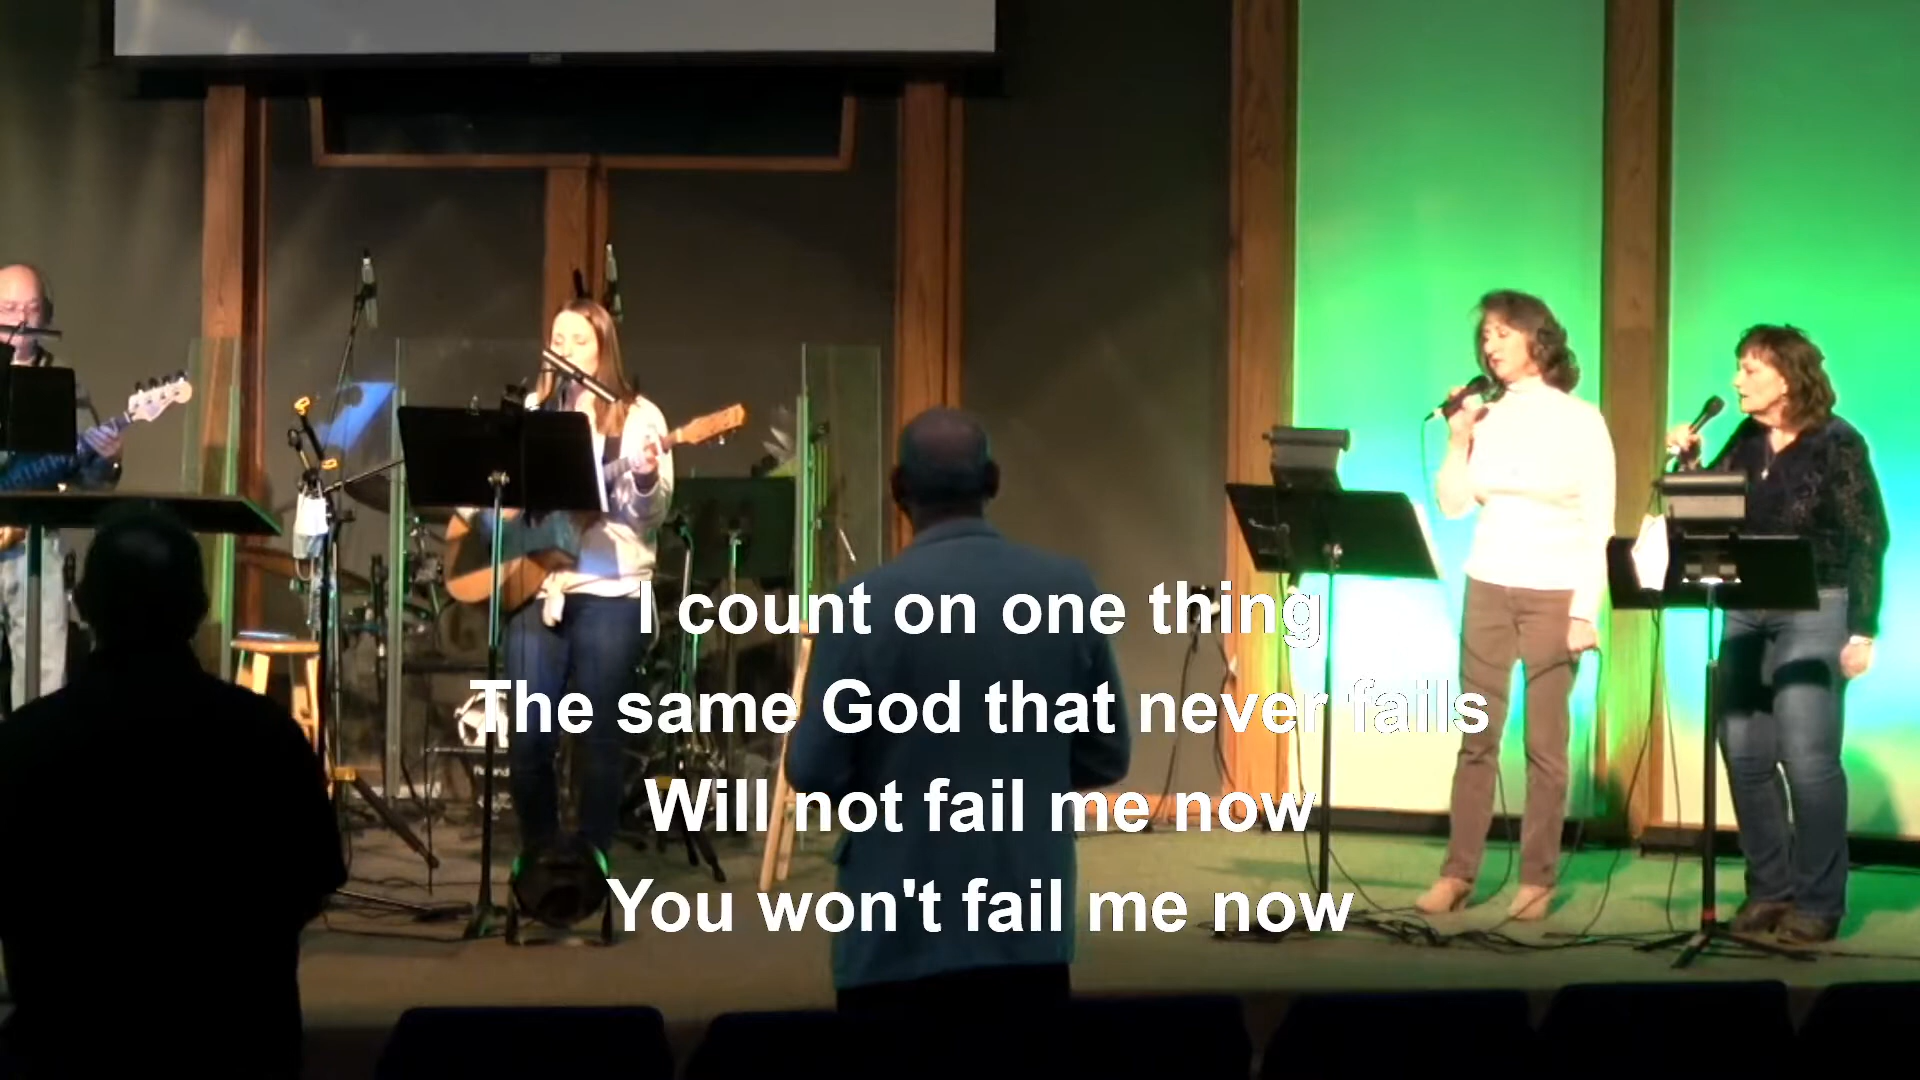 I count on one thing
The same God that never fails
Will not fail me now
You won't fail me now